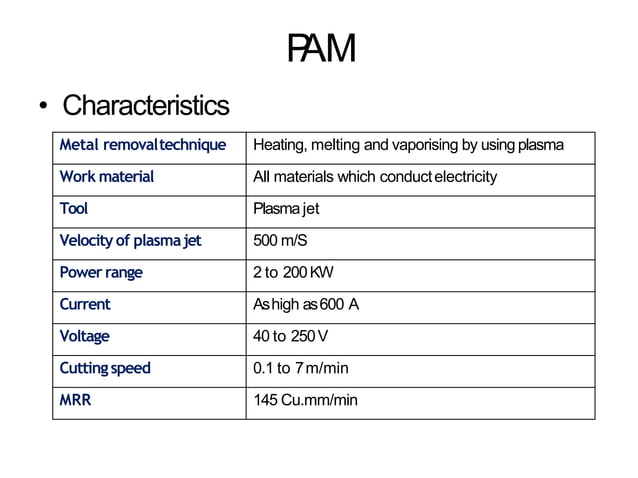 PAM
• Characteristics
Metal removal technique Heating, melting and vaporising by using plasma
Work material All materials which conduct electricity
Tool Plasma jet
Velocity of plasma jet 500 m/S
Power range 2 to 200 KW
Current As high as 600 A
Voltage 40 to 250 V
Cutting speed 0.1 to 7 m/min
MRR 145 Cu.mm/min